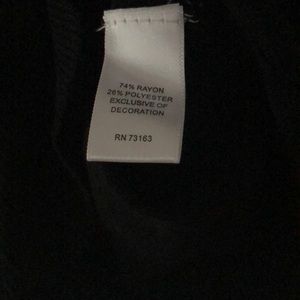 74% RAYON
26% POLYESTER
EXCLUSIVE OF
DECORATION
RN 73163